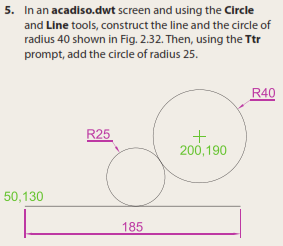 5. In an acadiso.dwt screen and using the Circle
and Line tools, construct the line and the circle of
radius 40 shown in Fig. 2.32. Then, using the Ttr
prompt, add the circle of radius 25.
R40
R25
200,190
50,130
185